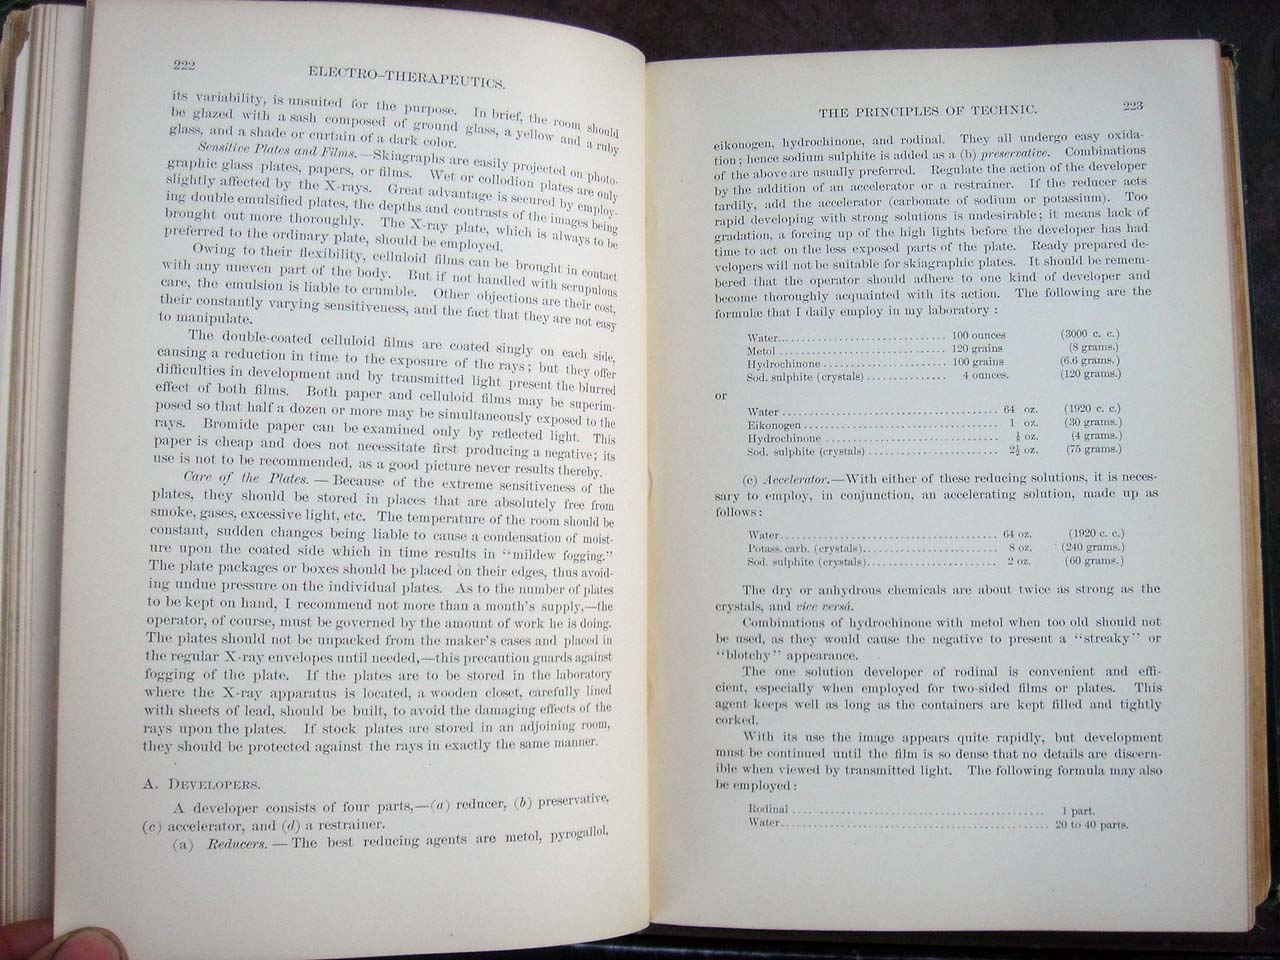 222
ELECTRO-THERAPEUTICS.
its variability, is unsuited for the purpose. In brief, the room should
be glazed with a sash composed of ground glass, a yellow and a ruby
glass, and a shade or curtain of a dark color.
Sensitive Plates and Films.—Skiagraphs are easily projected on photo-
graphic glass plates, papers, or films. Wet or collodion plates are only
slightly affected by the X-rays. Great advantage is secured by employ-
ing double emulsified plates, the depths and contrasts of the images being
brought out more thoroughly. The X-ray plate, which is always to be
preferred to the ordinary plate, should be employed.
Owing to their flexibility, celluloid films can be brought in contact
with any uneven part of the body. But if not handled with scrupulous
care, the emulsion is liable to crumble. Other objections are their cost,
their constantly varying sensitiveness, and the fact that they are not easy
to manipulate.
The double-coated celluloid films are coated singly on each side,
causing a reduction in time to the exposure of the rays; but they offer
difficulties in development and by transmitted light present the blurred
effect of both films. Both paper and celluloid films may be superim-
posed so that half a dozen or more may be simultaneously exposed to the
rays. Bromide paper can be examined only by reflected light. This
paper is cheap and does not necessitate first producing a negative; its
use is not to be recommended, as a good picture never results thereby.
Care of the Plates.—Because of the extreme sensitiveness of the
plates, they should be stored in places that are absolutely free from
smoke, gases, excessive light, etc. The temperature of the room should be
constant, sudden changes being liable to cause a condensation of moist-
ure upon the coated side which in time results in "mildew fogging."
The plate packages or boxes should be placed on their edges, thus avoid-
ing undue pressure on the individual plates. As to the number of plates
to be kept on hand, I recommend not more than a month's supply,—the
operator, of course, must be governed by the amount of work he is doing.
The plates should not be unpacked from the maker's cases and placed in
the regular X-ray envelopes until needed,—this precaution guards against
fogging of the plate. If the plates are to be stored in the laboratory
where the X-ray apparatus is located, a wooden closet, carefully lined
with sheets of lead, should be built, to avoid the damaging effects of the
rays upon the plates. If stock plates are stored in an adjoining room,
they should be protected against the rays in exactly the same manner.
A. DEVELOPERS.
A developer consists of four parts,—(a) reducer, (b) preservative,
(c) accelerator, and (d) a restrainer.
(a) Reducers.—The best reducing agents are metol, pyrogallol,
THE PRINCIPLES OF TECHNIC. 223
eikonogen, hydrochinone, and rodinal. They all undergo easy oxida-
tion; hence sodium sulphite is added as a (b) preservative. Combinations
of the above are usually preferred. Regulate the action of the developer
by the addition of an accelerator or a restrainer. If the reducer acts
tardily, add the accelerator (carbonate of sodium or potassium). Too
rapid developing with strong solutions is undesirable; it means lack of
gradation, a forcing up of the high lights before the developer has had
time to act on the less exposed parts of the plate. Ready prepared de-
velopers will not be suitable for skiagraphic plates. It should be remem-
bered that the operator should adhere to one kind of developer and
become thoroughly acquainted with its action. The following are the
formulæ that I daily employ in my laboratory:
Water........ 100 ounces (3000 c. c.)
Metol........ 120 grains (8 grams.)
Hydrochinone........ 100 grains (6.6 grams.)
Sod. sulphite (crystals)........ 4 ounces. (120 grams.)
or
Water........ 64 oz. (1920 c. c.)
Eikonogen........ 1 oz. (30 grams.)
Hydrochinone........ ⅛ oz. (4 grams.)
Sod. sulphite (crystals)........ 2½ oz. (75 grams.)
(c) Accelerator.—With either of these reducing solutions, it is neces-
sary to employ, in conjunction, an accelerating solution, made up as
follows:
Water........ 64 oz. (1920 c. c.)
Potass. carb. (crystals)........ 8 oz. (240 grams.)
Sod. sulphite (crystals)........ 2 oz. (60 grams.)
The dry or anhydrous chemicals are about twice as strong as the
crystals, and vice versâ.
Combinations of hydrochinone with metol when too old should not
be used, as they would cause the negative to present a "streaky" or
"blotchy" appearance.
The one solution developer of rodinal is convenient and effi-
cient, especially when employed for two-sided films or plates. This
agent keeps well as long as the containers are kept filled and tightly
corked.
With its use the image appears quite rapidly, but development
must be continued until the film is so dense that no details are discern-
ible when viewed by transmitted light. The following formula may also
be employed:
Rodinal........ 1 part.
Water........ 20 to 40 parts.